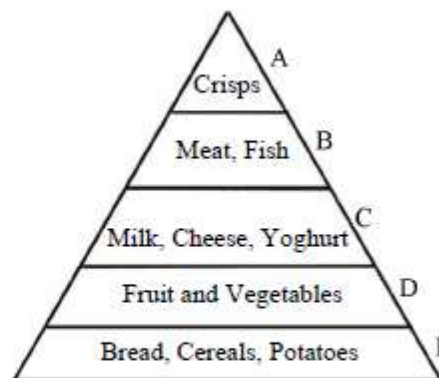 A
Crisps
B
Meat, Fish
C
Milk, Cheese, Yoghurt
D
Fruit and Vegetables
Bread, Cereals, Potatoes